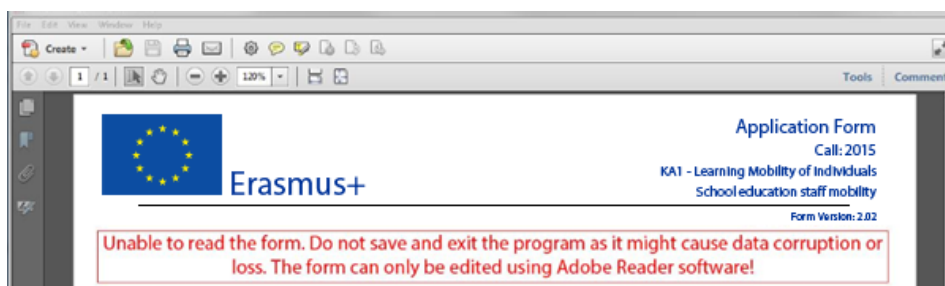 File Edit View Window Help
Create
1 / 1 120% Tools Comment
Application Form
Call: 2015
Erasmus+
KA1 - Learning Mobility of Individuals
School education staff mobility
Form Version: 2.02
Unable to read the form. Do not save and exit the program as it might cause data corruption or
loss. The form can only be edited using Adobe Reader software!